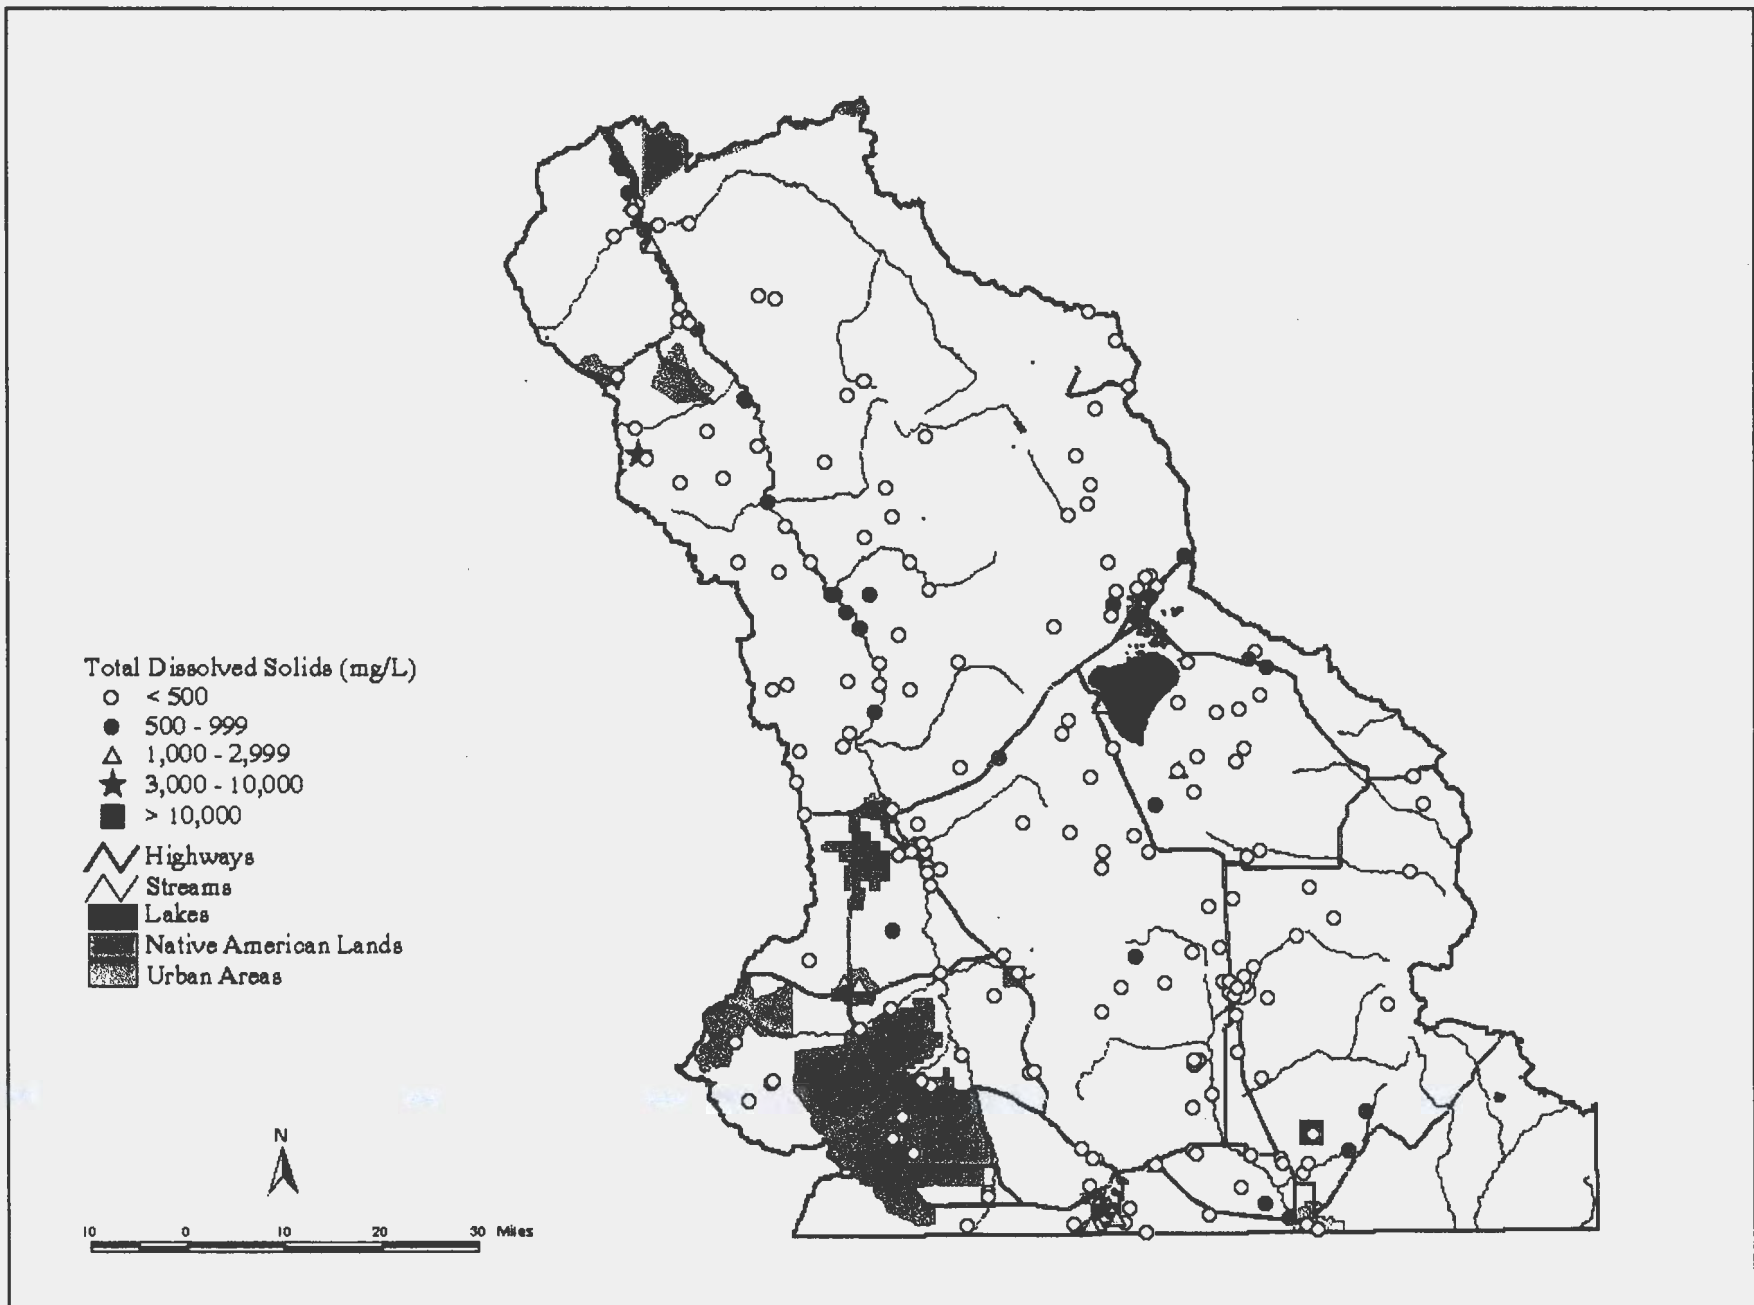 Total Dissolved Solids (mg/L)
< 500
500 - 999
1,000 - 2,999
3,000 - 10,000
> 10,000
Highways
Streams
Lakes
Native American Lands
Urban Areas
N
10 0 10 20 30 Miles